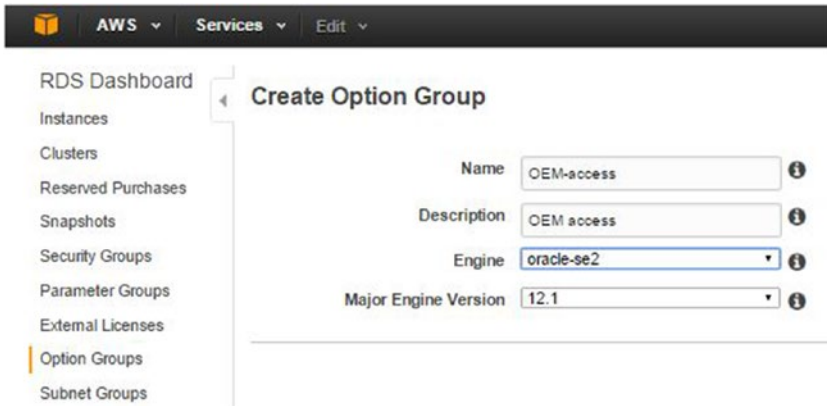 AWS Services Edit
RDS Dashboard
Instances
Clusters
Reserved Purchases
Snapshots
Security Groups
Parameter Groups
External Licenses
Option Groups
Subnet Groups
Create Option Group
Name OEM-access
Description OEM access
Engine oracle-se2
Major Engine Version 12.1